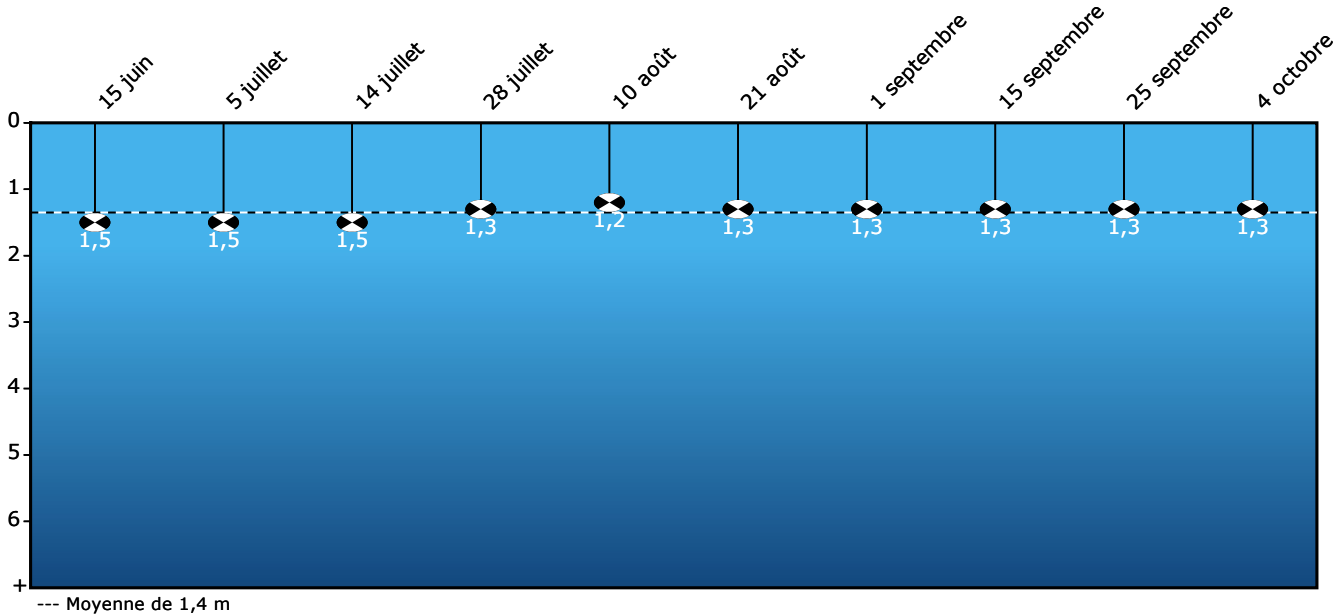 15 juin
5 juillet
14 juillet
28 juillet
10 août
21 août
1 septembre
15 septembre
25 septembre
4 octobre
0
1
2
3
4
5
6
+
1,5
1,5
1,5
1,3
1,2
1,3
1,3
1,3
1,3
1,3
--- Moyenne de 1,4 m